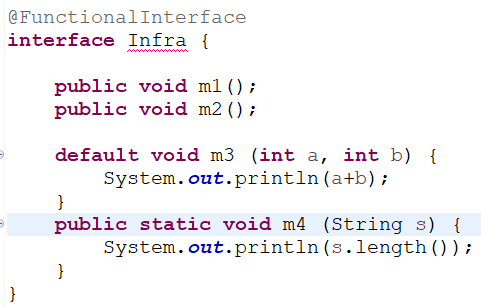 @FunctionalInterface
interface Infra {
public void m1();
public void m2();
default void m3 (int a, int b) {
System.out.println(a+b);
}
public static void m4 (String s) {
System.out.println(s.length());
}
}